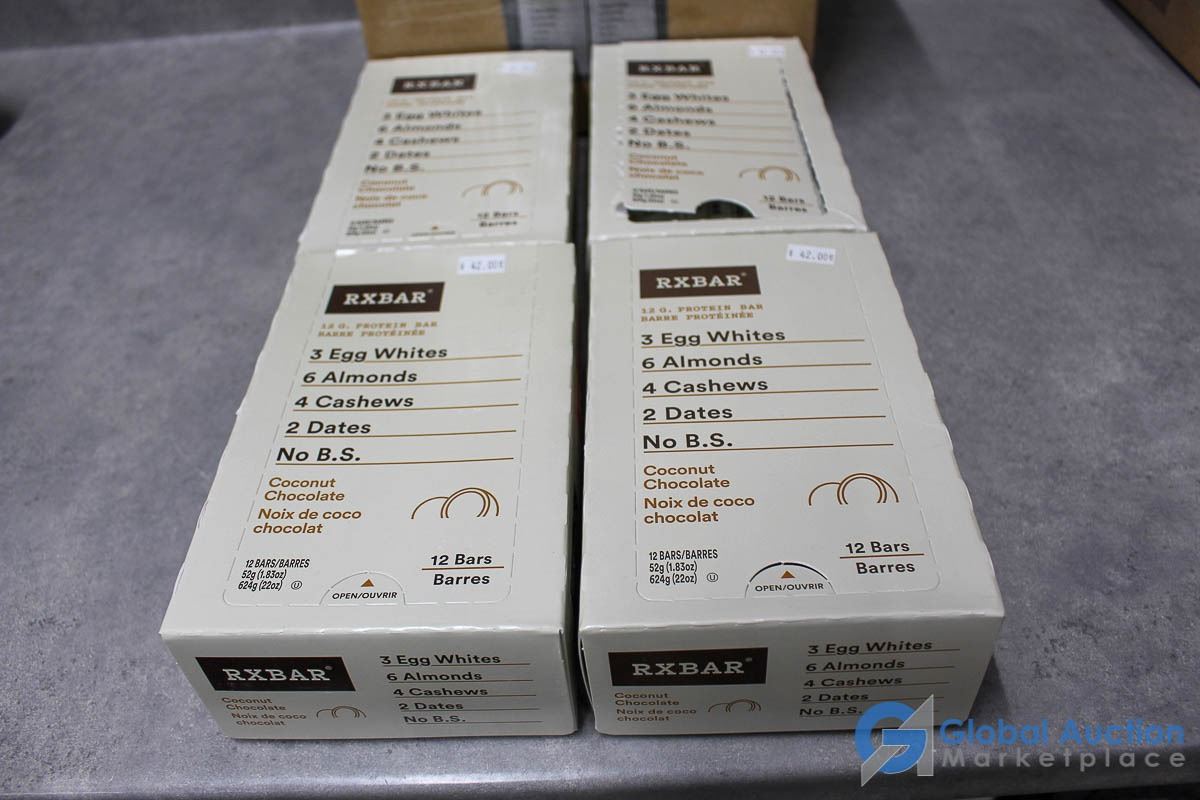 RXBAR
3 Egg Whites
6 Almonds
4 Cashews
2 Dates
No B.S.
Coconut
Chocolate
Noix de coco
chocolat
12 Bars
Barres
RXBAR
3 Egg Whites
6 Almonds
4 Cashews
2 Dates
No B.S.
Coconut
Chocolate
Noix de coco
chocolat
12 Bars
Barres
$ 42.00
RXBAR®
12 G. PROTEIN BAR
BARRE PROTÉINÉE
3 Egg Whites
6 Almonds
4 Cashews
2 Dates
No B.S.
Coconut
Chocolate
Noix de coco
chocolat
12 BARS/BARRES
52g (1.83oz)
624g (22oz) U
OPEN/OUVRIR
12 Bars
Barres
RXBAR®
Coconut
Chocolate
Noix de coco
chocolat
3 Egg Whites
6 Almonds
4 Cashews
2 Dates
No B.S.
$ 42.00
RXBAR®
12 G. PROTEIN BAR
BARRE PROTÉINÉE
3 Egg Whites
6 Almonds
4 Cashews
2 Dates
No B.S.
Coconut
Chocolate
Noix de coco
chocolat
12 BARS/BARRES
52g (1.83oz)
624g (22oz) U
OPEN/OUVRIR
12 Bars
Barres
RXBAR®
Coconut
Chocolate
Noix de coco
chocolat
3 Egg Whites
6 Almonds
4 Cashews
2 Dates
No B.S.
Global Auction
Marketplace